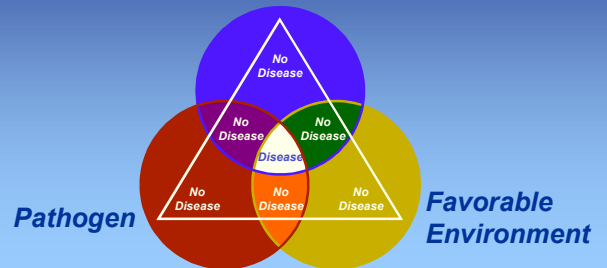 No
Disease
No
Disease
No
Disease
Disease
No
Disease
No
Disease
No
Disease
Pathogen
Favorable
Environment